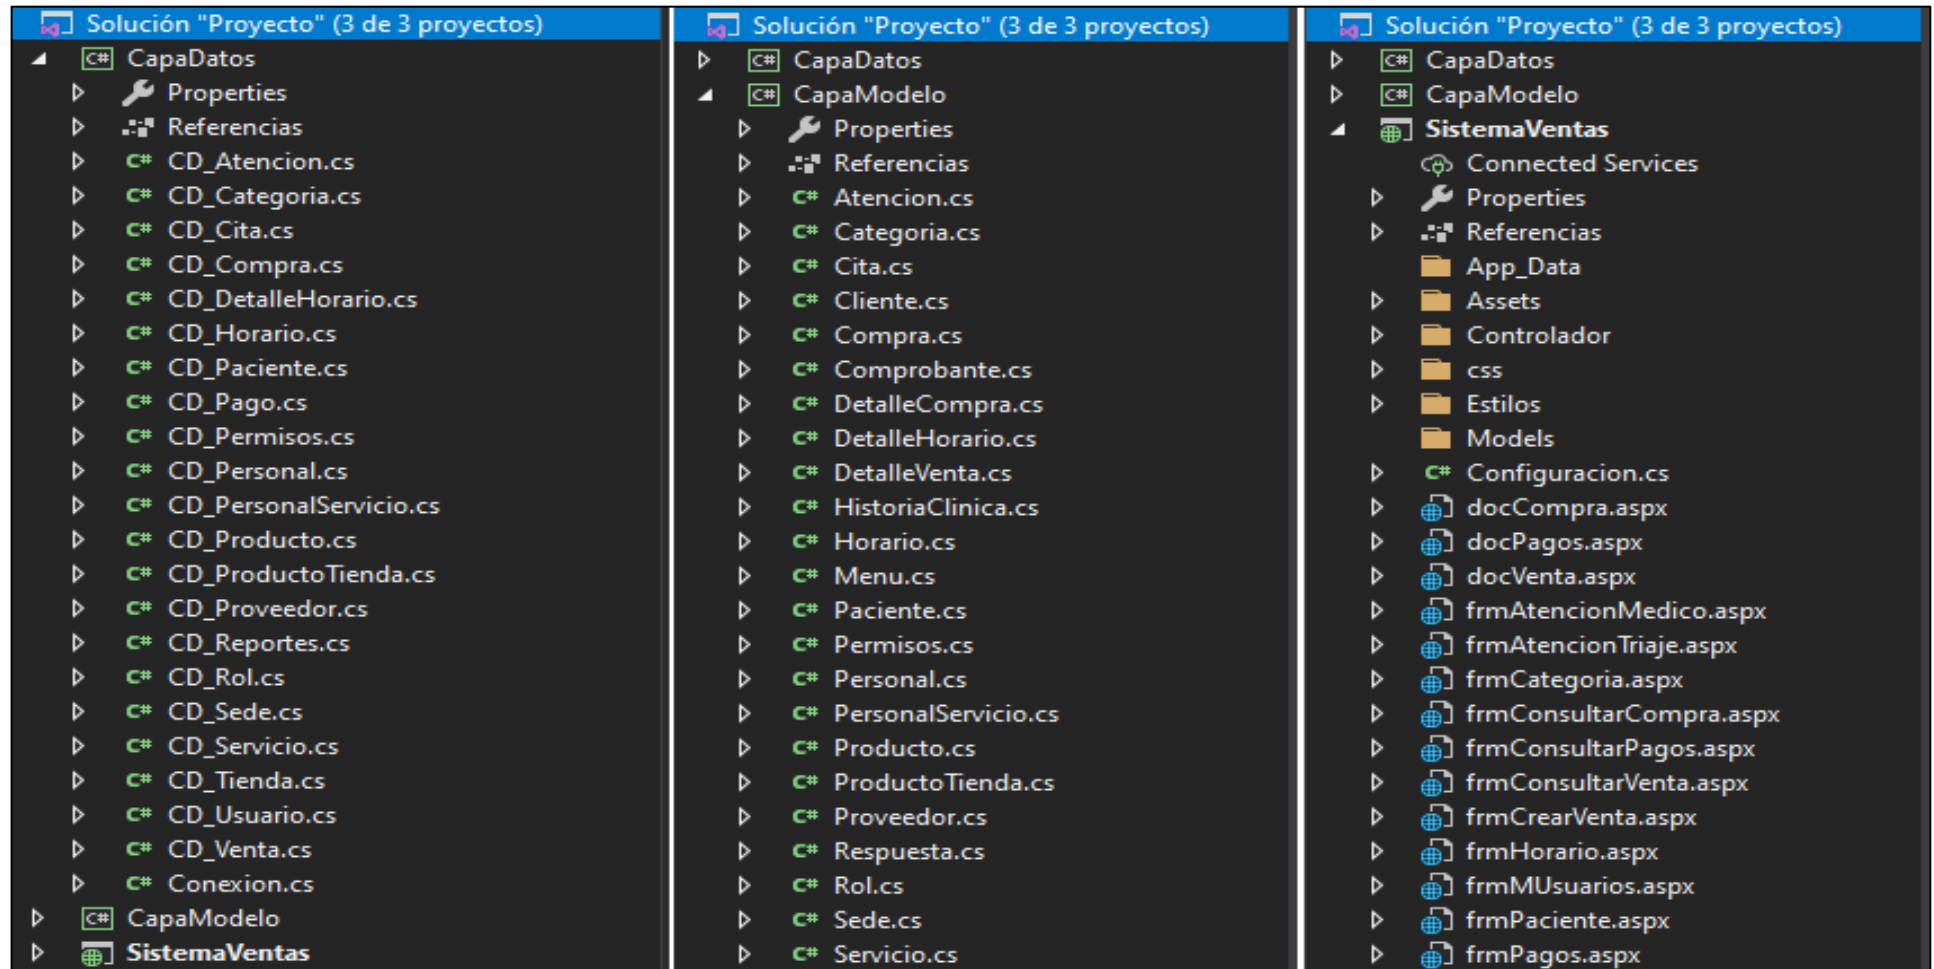 Solución "Proyecto" (3 de 3 proyectos)
C# CapaDatos
Properties
Referencias
C# CD_Atencion.cs
C# CD_Categoria.cs
C# CD_Cita.cs
C# CD_Compra.cs
C# CD_DetalleHorario.cs
C# CD_Horario.cs
C# CD_Paciente.cs
C# CD_Pago.cs
C# CD_Permisos.cs
C# CD_Personal.cs
C# CD_PersonalServicio.cs
C# CD_Producto.cs
C# CD_ProductoTienda.cs
C# CD_Proveedor.cs
C# CD_Reportes.cs
C# CD_Rol.cs
C# CD_Sede.cs
C# CD_Servicio.cs
C# CD_Tienda.cs
C# CD_Usuario.cs
C# CD_Venta.cs
C# Conexion.cs
C# CapaModelo
SistemaVentas
Solución "Proyecto" (3 de 3 proyectos)
C# CapaDatos
C# CapaModelo
Properties
Referencias
C# Atencion.cs
C# Categoria.cs
C# Cita.cs
C# Cliente.cs
C# Compra.cs
C# Comprobante.cs
C# DetalleCompra.cs
C# DetalleHorario.cs
C# DetalleVenta.cs
C# HistoriaClinica.cs
C# Horario.cs
C# Menu.cs
C# Paciente.cs
C# Permisos.cs
C# Personal.cs
C# PersonalServicio.cs
C# Producto.cs
C# ProductoTienda.cs
C# Proveedor.cs
C# Respuesta.cs
C# Rol.cs
C# Sede.cs
C# Servicio.cs
Solución "Proyecto" (3 de 3 proyectos)
C# CapaDatos
C# CapaModelo
SistemaVentas
Connected Services
Properties
Referencias
App_Data
Assets
Controlador
css
Estilos
Models
C# Configuracion.cs
docCompra.aspx
docPagos.aspx
docVenta.aspx
frmAtencionMedico.aspx
frmAtencionTriaje.aspx
frmCategoria.aspx
frmConsultarCompra.aspx
frmConsultarPagos.aspx
frmConsultarVenta.aspx
frmCrearVenta.aspx
frmHorario.aspx
frmMUsuarios.aspx
frmPaciente.aspx
frmPagos.aspx